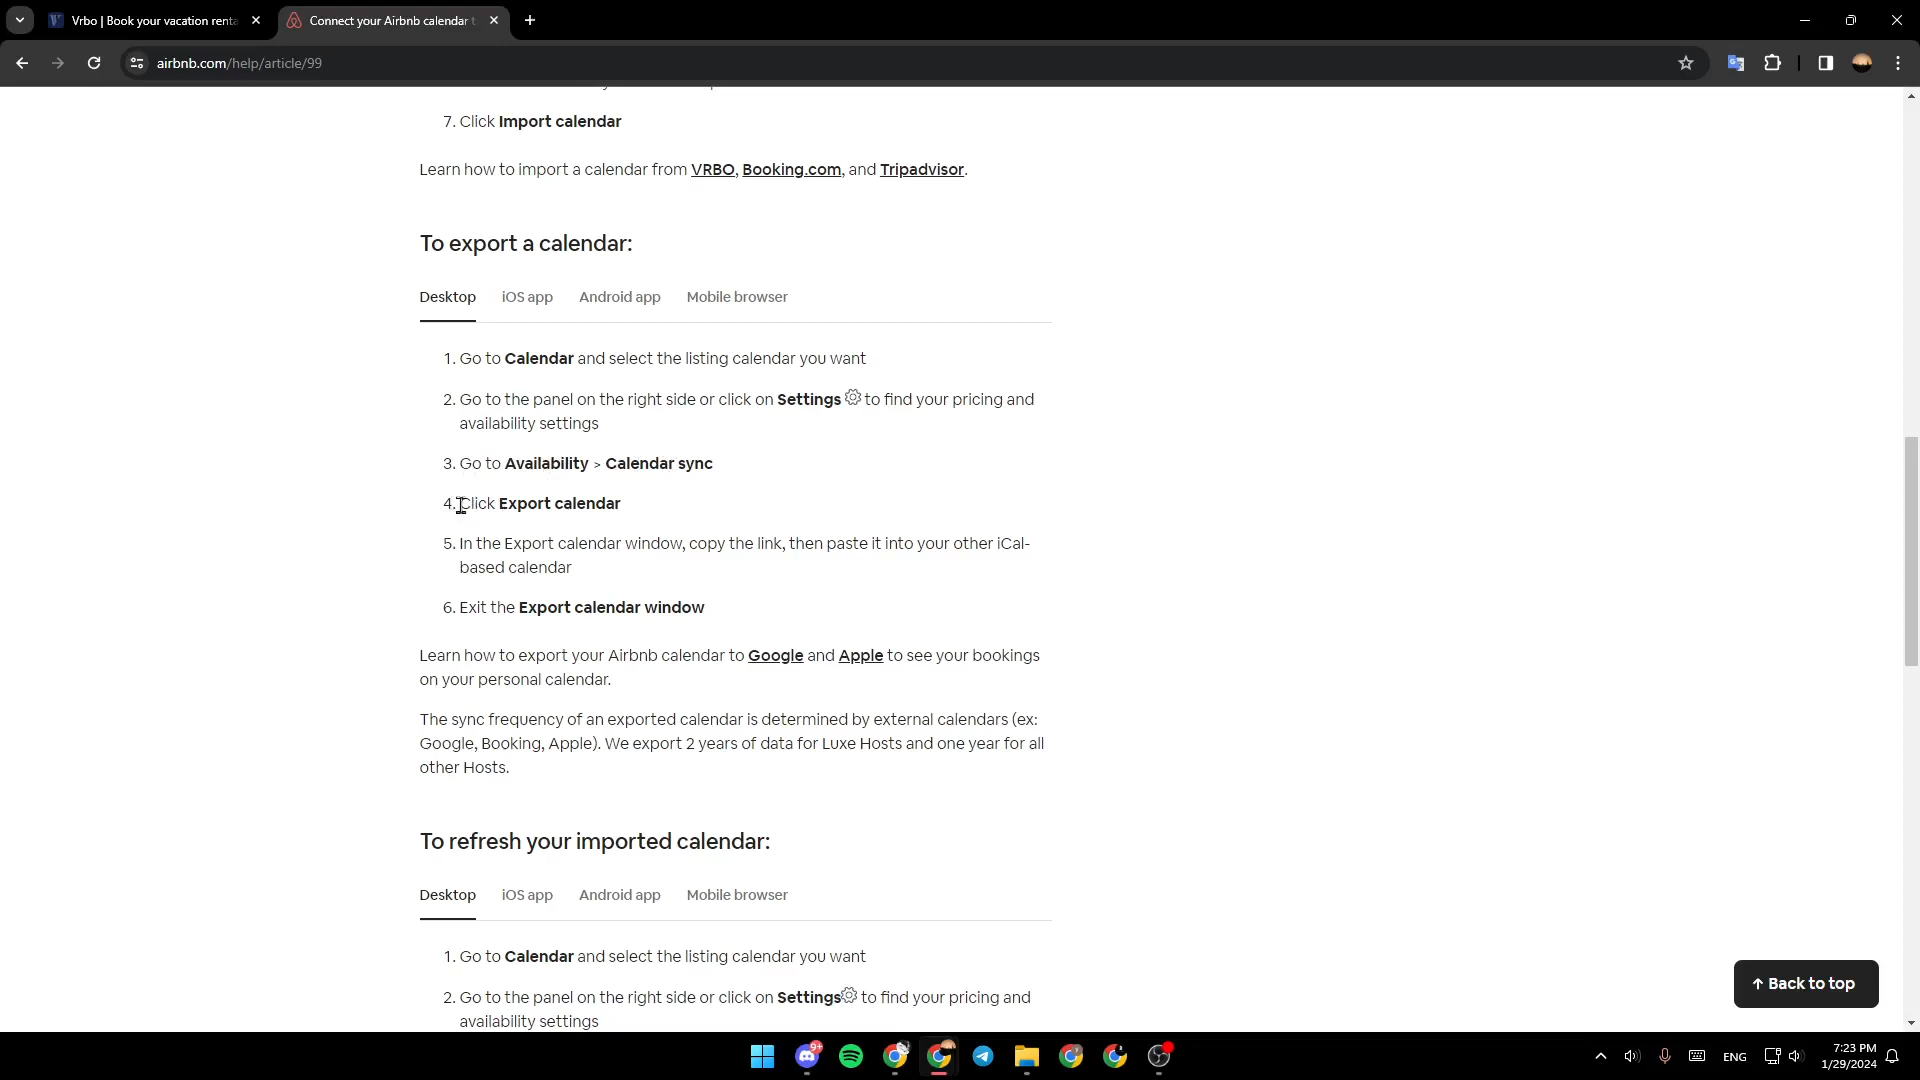 Vrbo | Book your vacation renta
Connect your Airbnb calendar t
airbnb.com/help/article/99
7. Click Import calendar
Learn how to import a calendar from VRBO, Booking.com, and Tripadvisor.
To export a calendar:
Desktop iOS app Android app Mobile browser
1. Go to Calendar and select the listing calendar you want
2. Go to the panel on the right side or click on Settings to find your pricing and
availability settings
3. Go to Availability > Calendar sync
4. Click Export calendar
5. In the Export calendar window, copy the link, then paste it into your other iCal-
based calendar
6. Exit the Export calendar window
Learn how to export your Airbnb calendar to Google and Apple to see your bookings
on your personal calendar.
The sync frequency of an exported calendar is determined by external calendars (ex:
Google, Booking, Apple). We export 2 years of data for Luxe Hosts and one year for all
other Hosts.
To refresh your imported calendar:
Desktop iOS app Android app Mobile browser
1. Go to Calendar and select the listing calendar you want
2. Go to the panel on the right side or click on Settings to find your pricing and
availability settings
↑ Back to top
9+
ENG
7:23 PM
1/29/2024